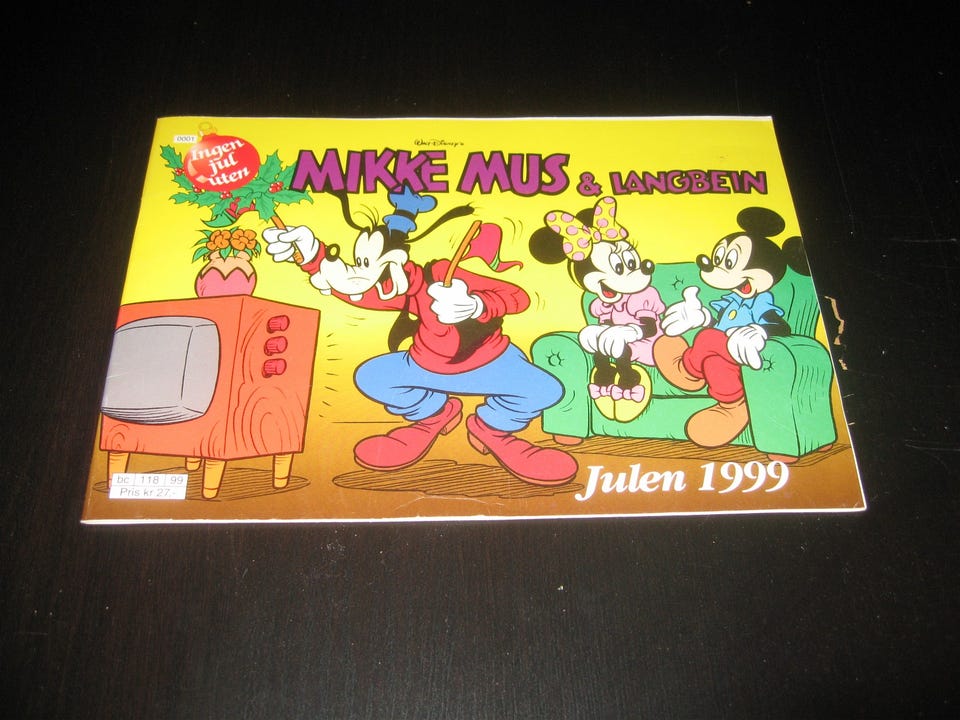 0001
Ingen
jul
uten
Walt Disney's
MIKKE MUS & LANGBEIN
Julen 1999
bc 118 99
Pris kr 27,-